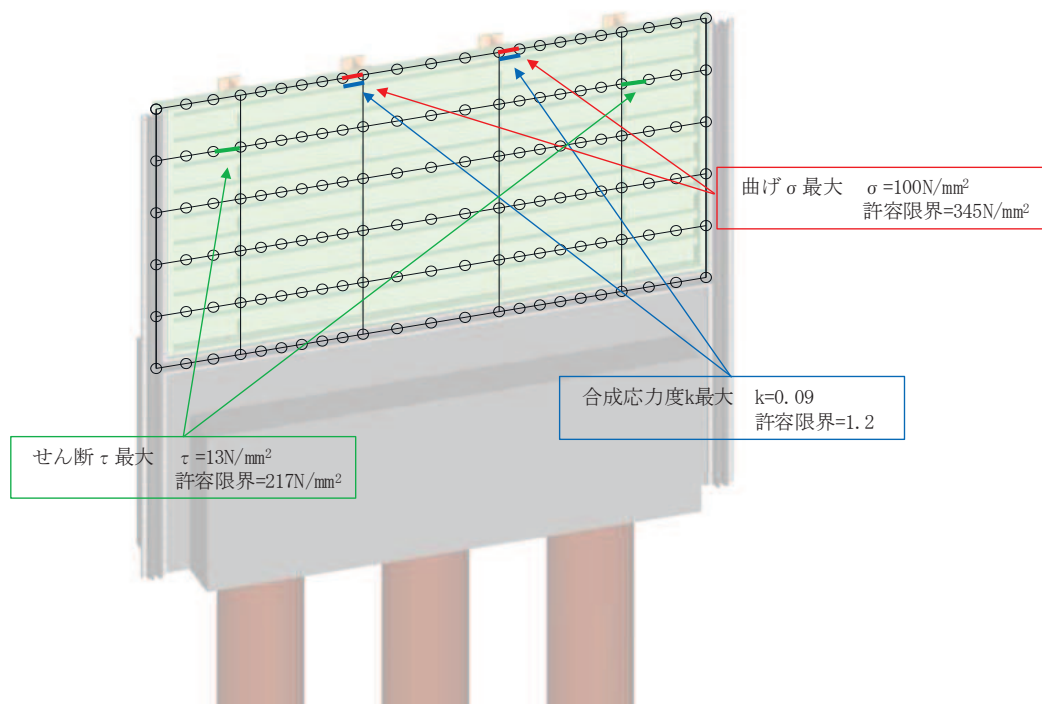 曲げσ最大　σ=100N/mm²
許容限界=345N/mm²
合成応力度k最大　k=0.09
許容限界=1.2
せん断τ最大　τ=13N/mm²
許容限界=217N/mm²